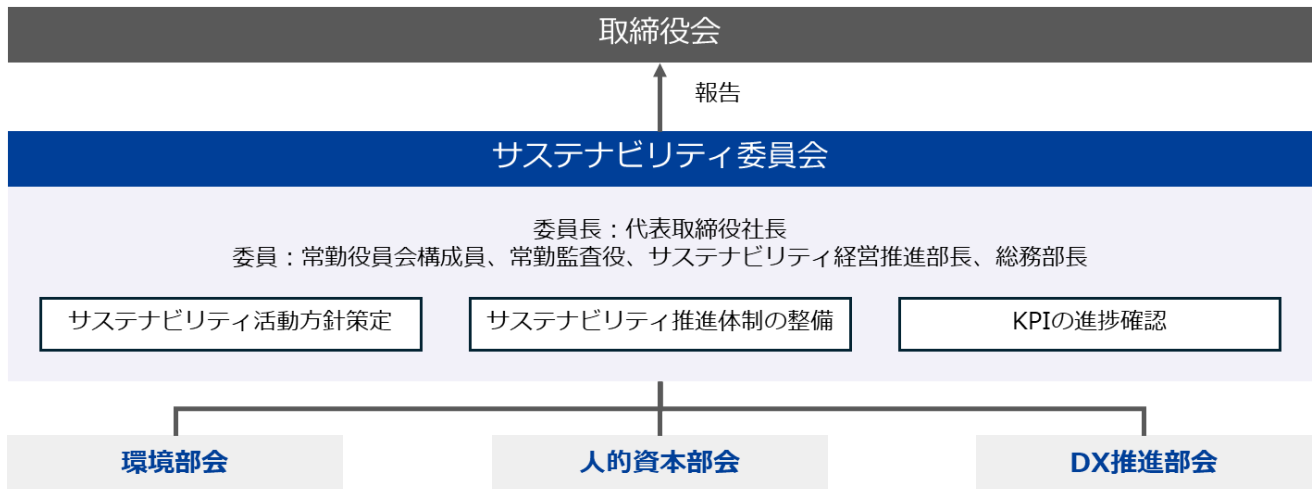 取締役会
報告
サステナビリティ委員会
委員長：代表取締役社長
委員：常勤役員会構成員、常勤監査役、サステナビリティ経営推進部長、総務部長
サステナビリティ活動方針策定
サステナビリティ推進体制の整備
KPIの進捗確認
環境部会
人的資本部会
DX推進部会